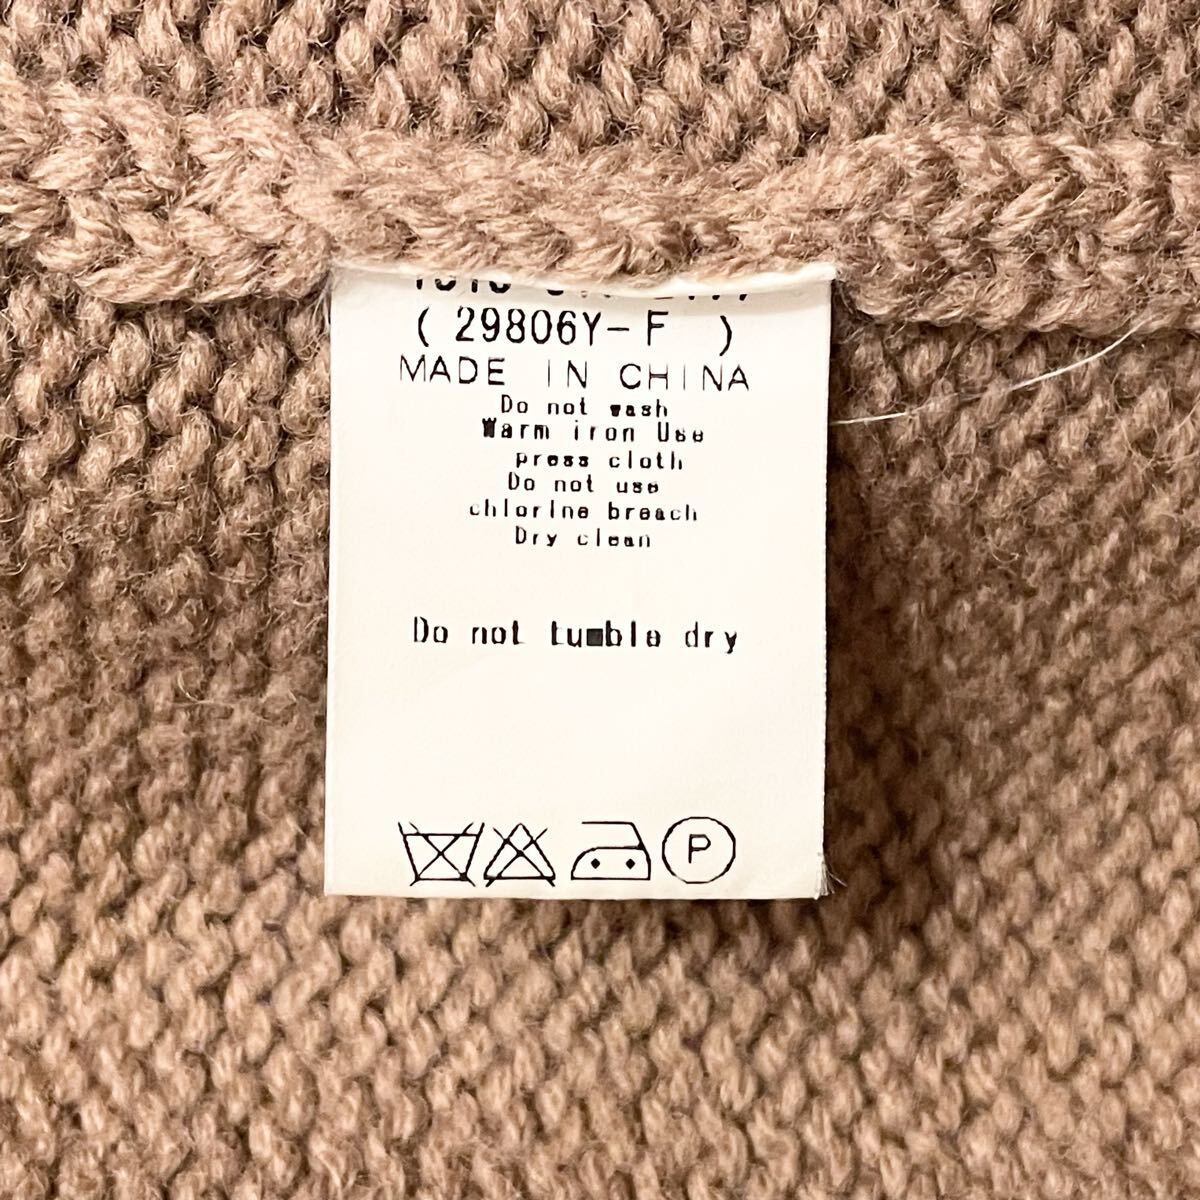 ( 29806Y-F )
MADE IN CHINA
Do not wash
Warm iron Use
press cloth
Do not use
chlorine breach
Dry clean
Do not tumble dry
P